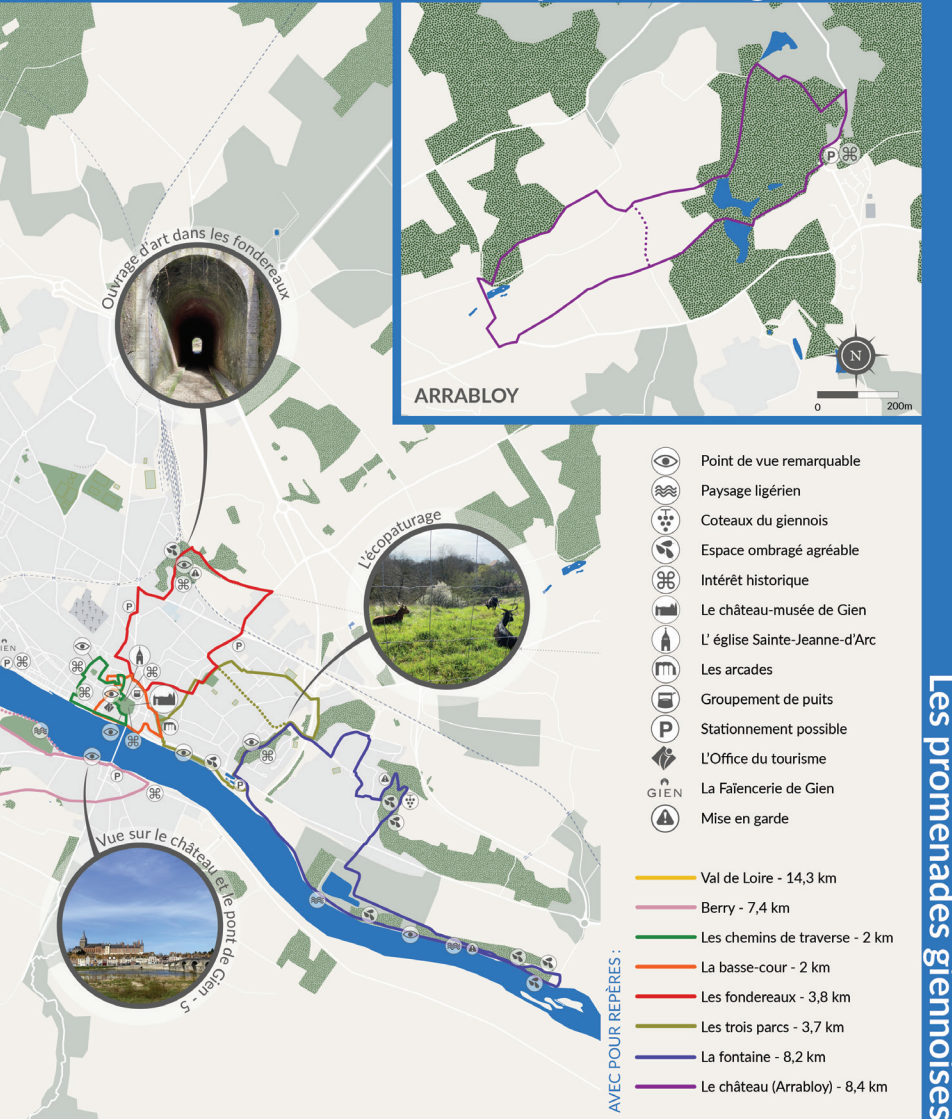 Ouvrage d'art dans les fondereaux
ARRABLOY
N
0 200m
P
L'écopaturage
P
P
IEN
P
P
P
Vue sur le château et le pont de Gien - 5
Point de vue remarquable
Paysage ligérien
Coteaux du giennois
Espace ombragé agréable
Intérêt historique
Le château-musée de Gien
L' église Sainte-Jeanne-d'Arc
Les arcades
Groupement de puits
P Stationnement possible
L'Office du tourisme
GIEN La Faïencerie de Gien
Mise en garde
AVEC POUR REPÈRES :
Val de Loire - 14,3 km
Berry - 7,4 km
Les chemins de traverse - 2 km
La basse-cour - 2 km
Les fondereaux - 3,8 km
Les trois parcs - 3,7 km
La fontaine - 8,2 km
Le château (Arrabloy) - 8,4 km
Les promenades giennoises